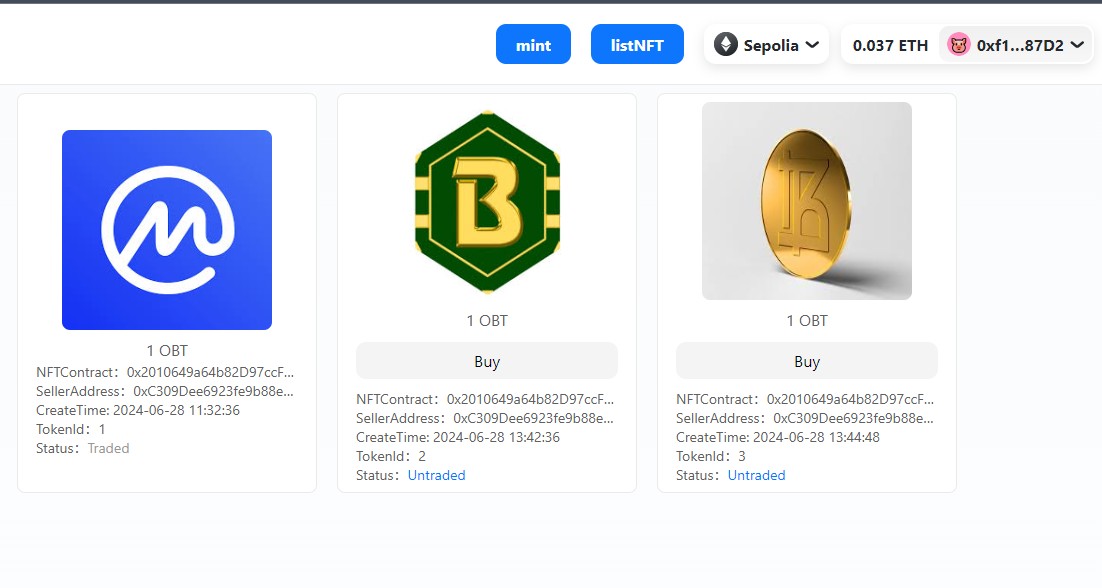 mint
listNFT
Sepolia
0.037 ETH
0xf1...87D2
1 OBT
NFTContract：0x2010649a64b82D97ccF...
SellerAddress：0xC309Dee6923fe9b88e...
CreateTime: 2024-06-28 11:32:36
TokenId：1
Status：Traded
B
1 OBT
Buy
NFTContract：0x2010649a64b82D97ccF...
SellerAddress：0xC309Dee6923fe9b88e...
CreateTime: 2024-06-28 13:42:36
TokenId：2
Status：Untraded
1 OBT
Buy
NFTContract：0x2010649a64b82D97ccF...
SellerAddress：0xC309Dee6923fe9b88e...
CreateTime: 2024-06-28 13:44:48
TokenId：3
Status：Untraded